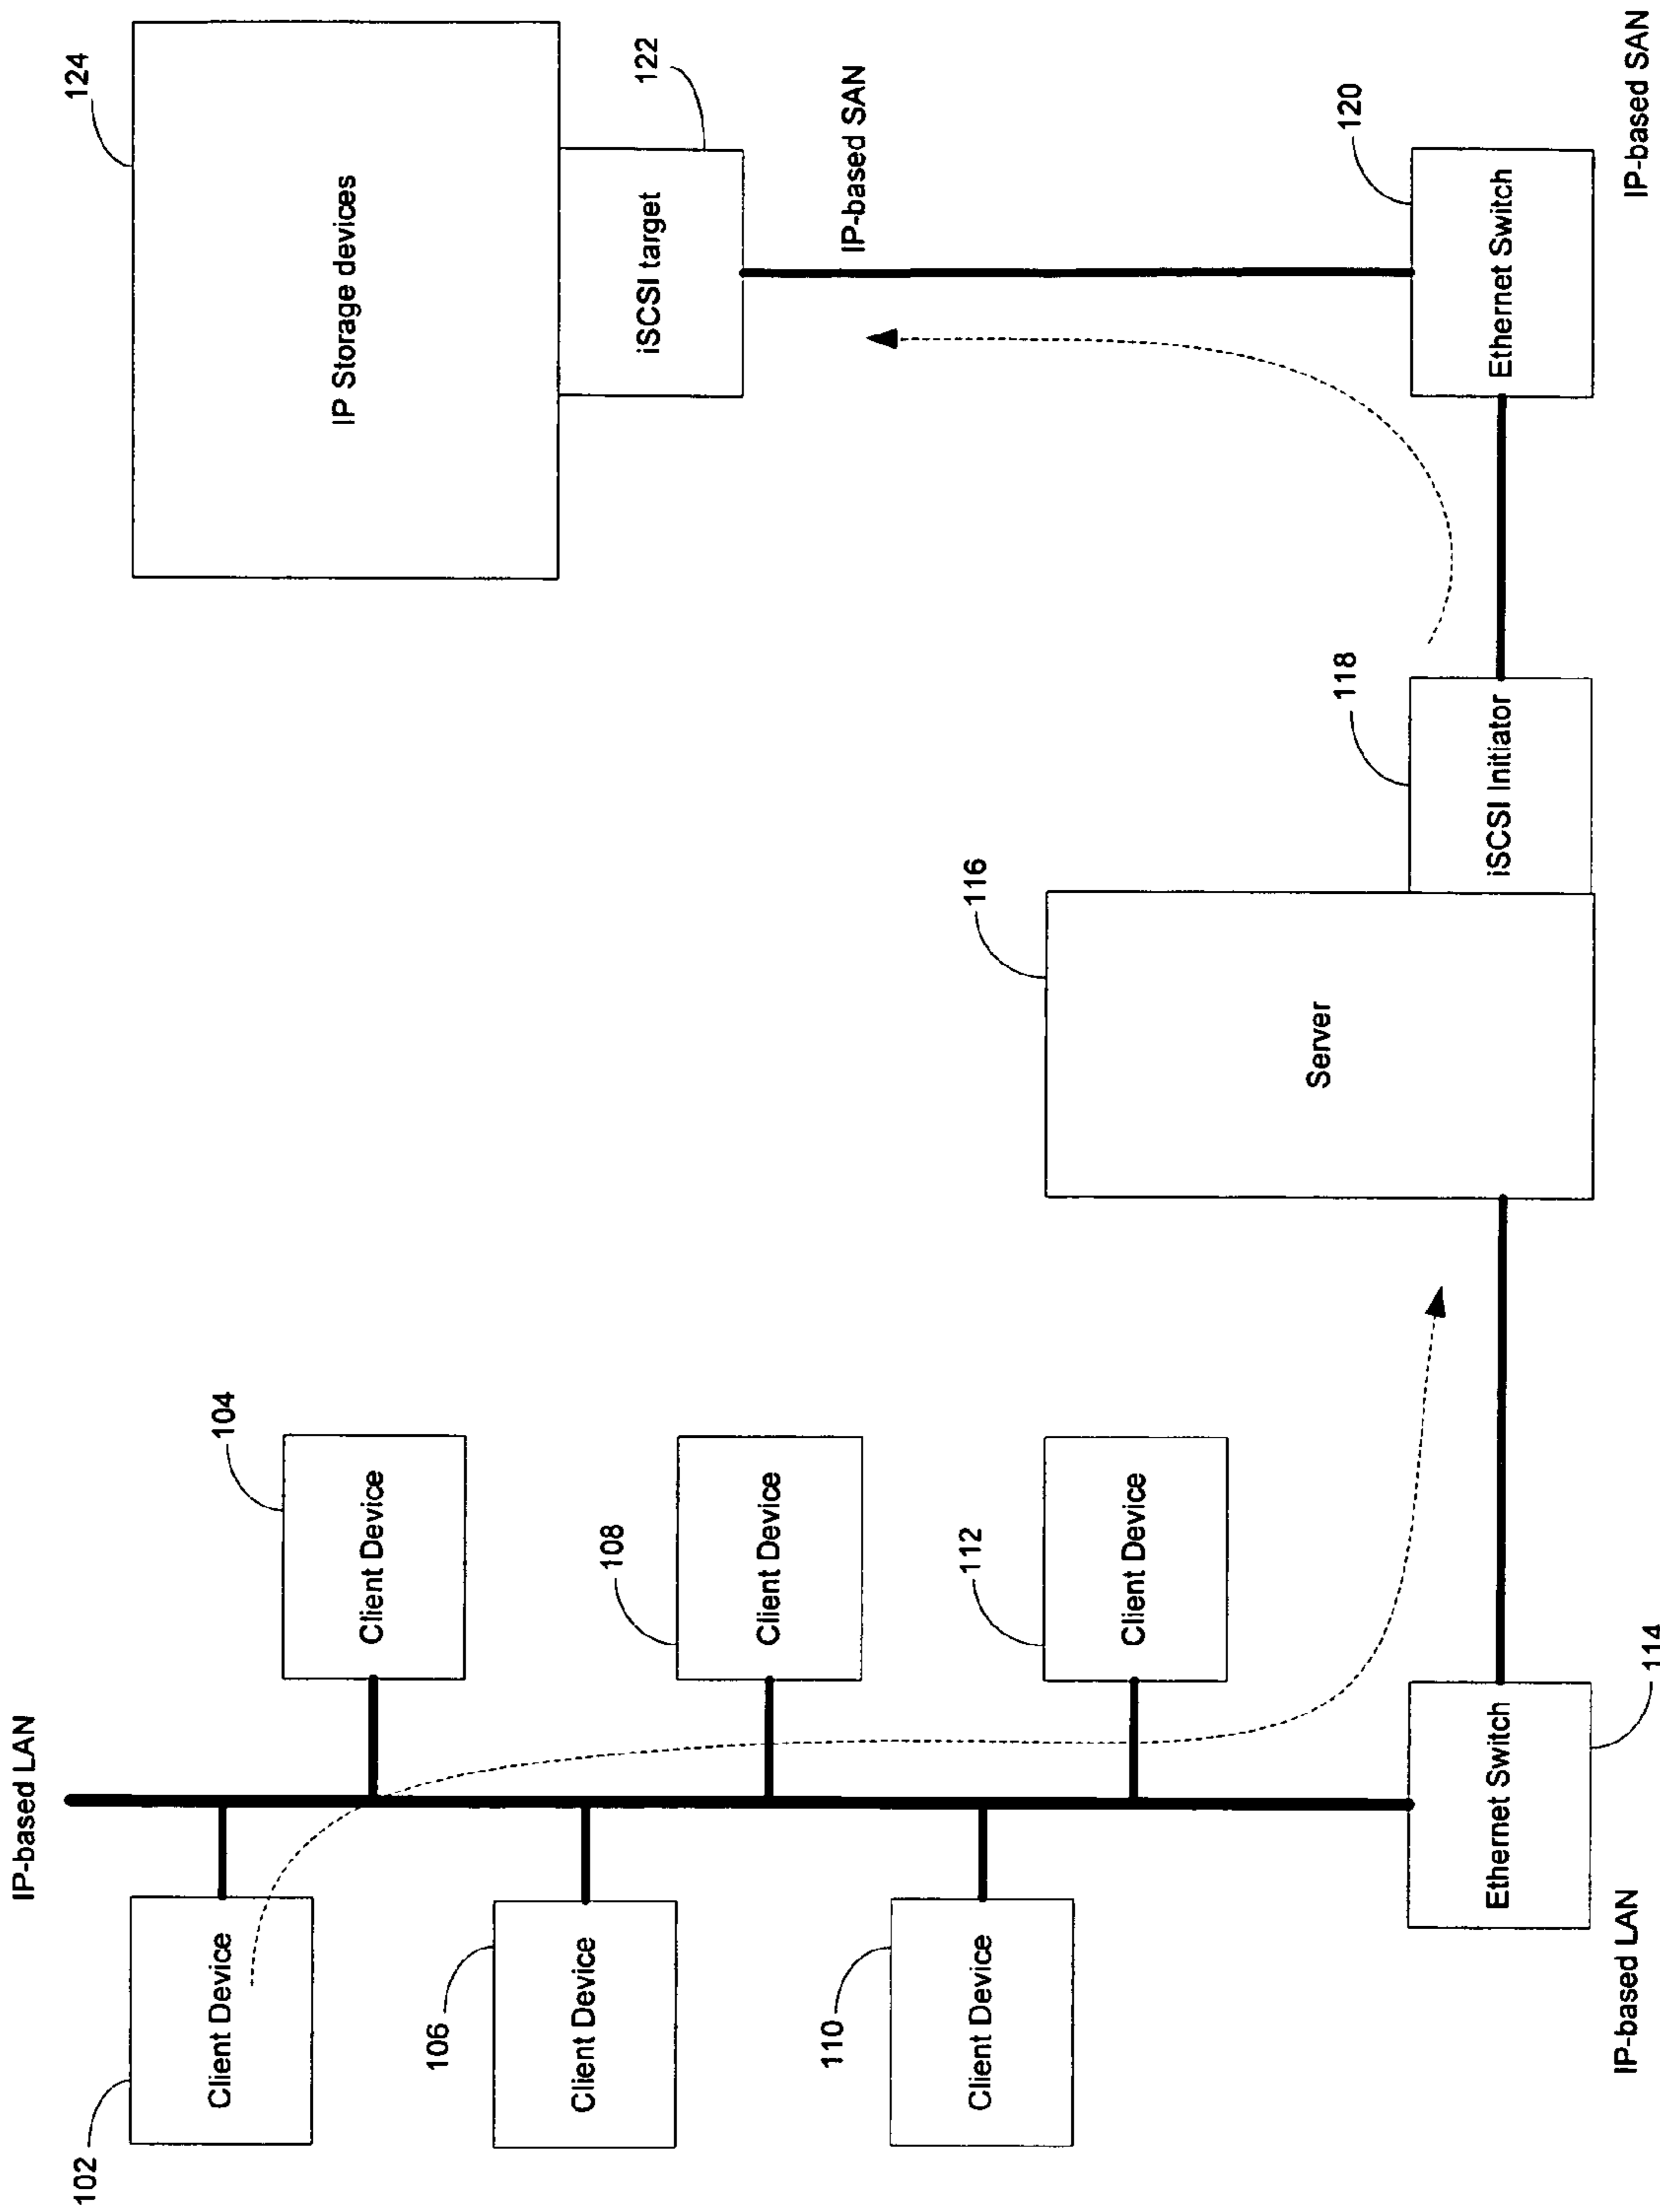 IP-based LAN
102
Client Device
104
Client Device
106
Client Device
108
Client Device
110
Client Device
112
Client Device
Ethernet Switch
114
IP-based LAN
116
Server
118
iSCSI Initiator
124
IP Storage devices
122
iSCSI target
IP-based SAN
120
Ethernet Switch
IP-based SAN